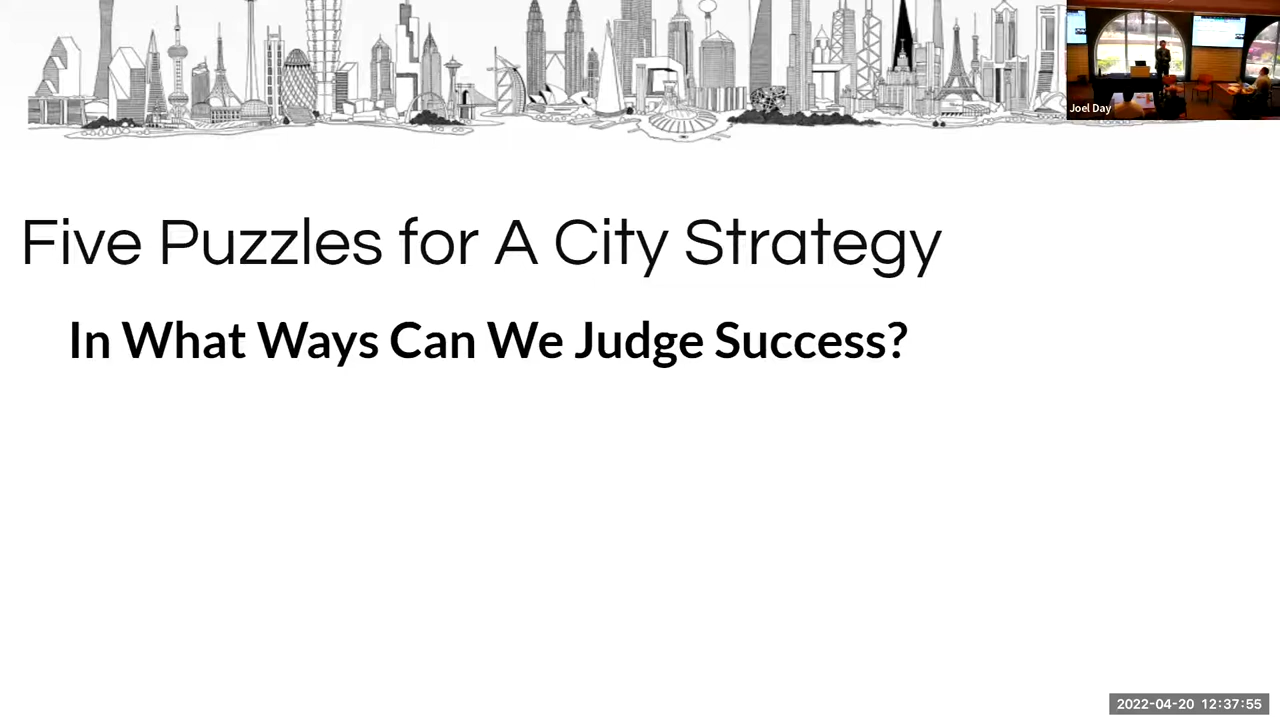 Joel Day
Five Puzzles for A City Strategy
In What Ways Can We Judge Success?
2022-04-20 12:37:55